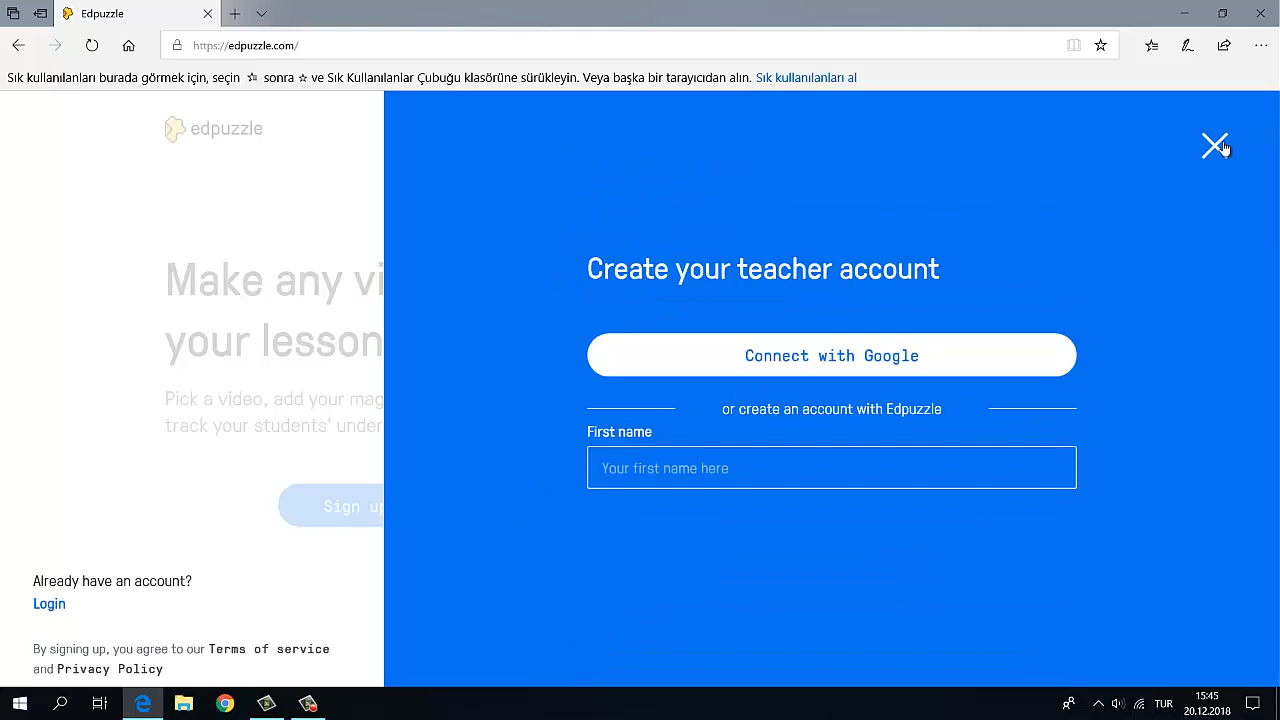 Edpuzzle
https://edpuzzle.com/
Sık kullanılanları burada görmek için, seçin ☆ sonra ☆ ve Sık Kullanılanlar Çubuğu klasörüne sürükleyin. Veya başka bir tarayıcıdan alın. Sık kullanılanları al
edpuzzle
Make any vi
your lesson
Pick a video, add your mag
track your students' under
Sign up
Already have an account?
Login
By signing up, you agree to our Terms of service
and Privacy Policy
Create your teacher account
Connect with Google
or create an account with Edpuzzle
First name
Your first name here
TUR
15:45
20.12.2018